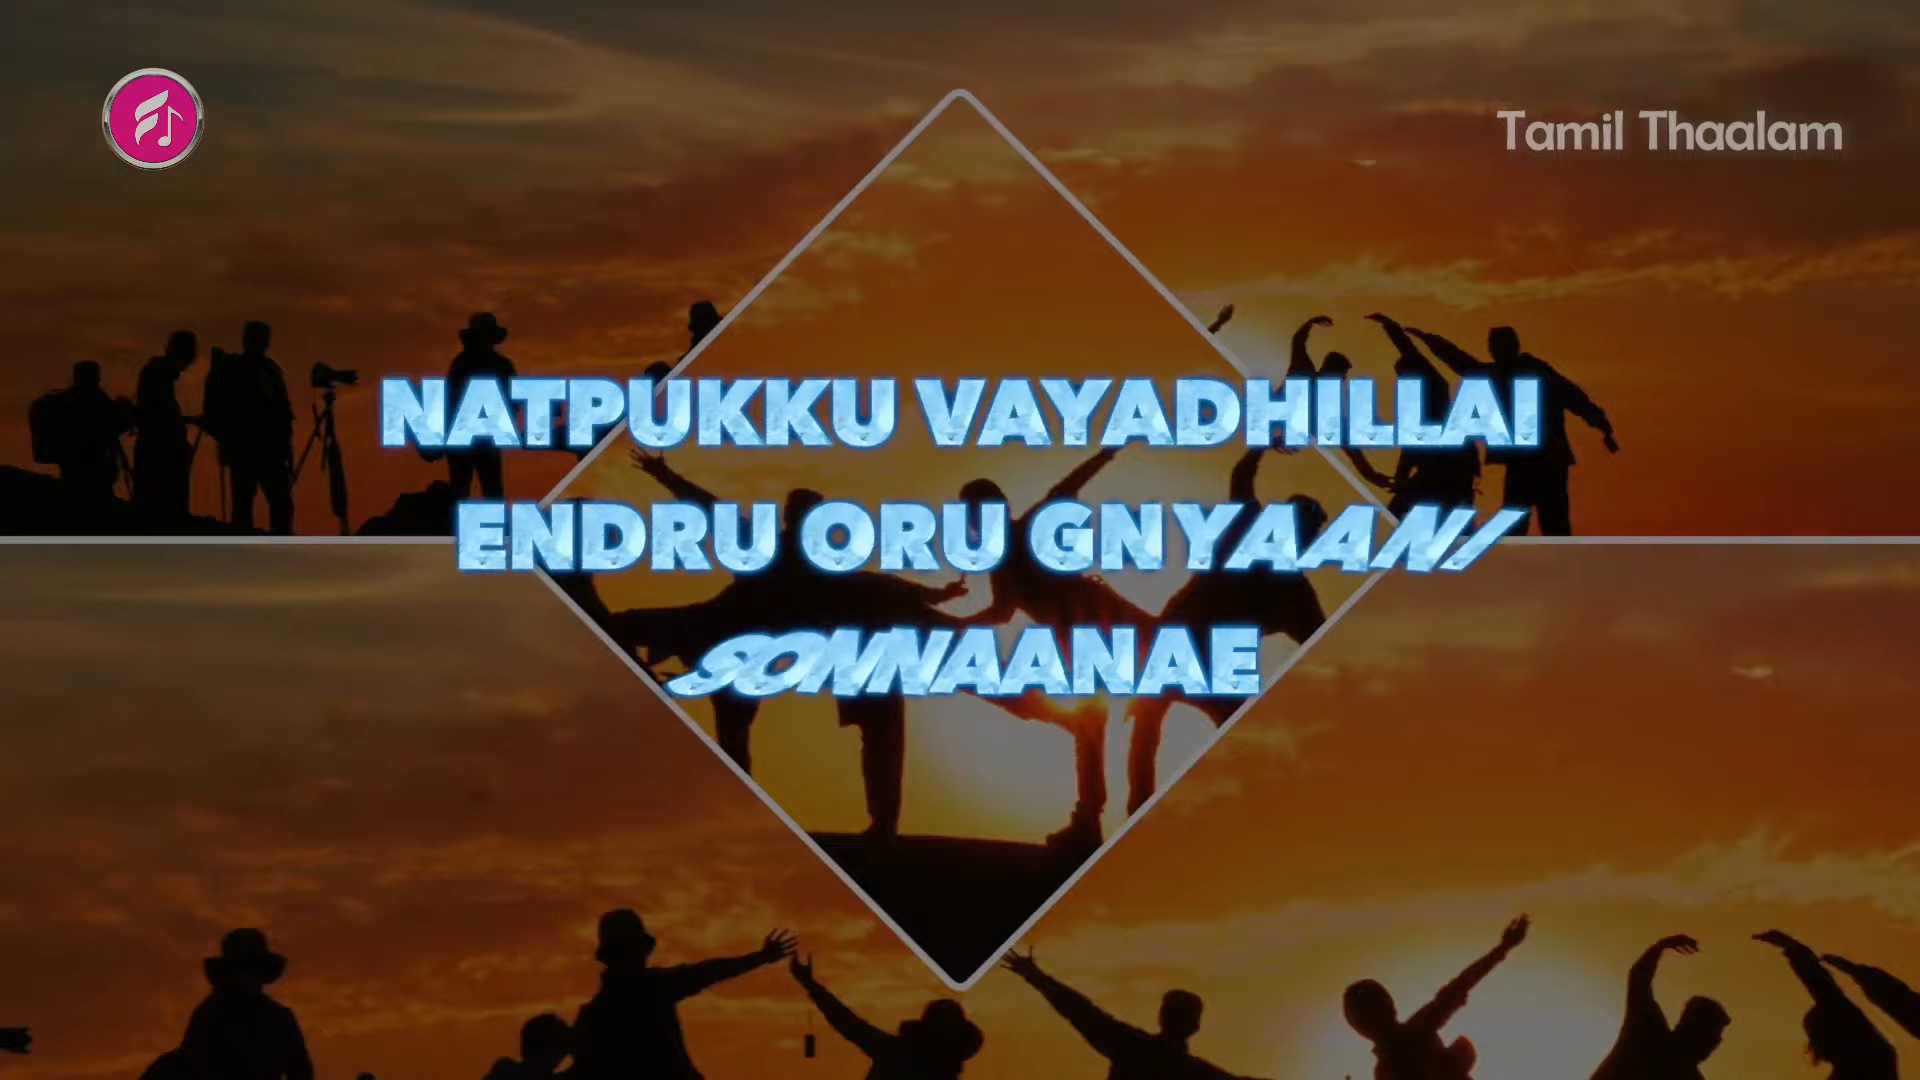 Tamil Thaalam
NATPUKKU VAYADHILLAI
ENDRU ORU GNYAANI
SONNAANAE